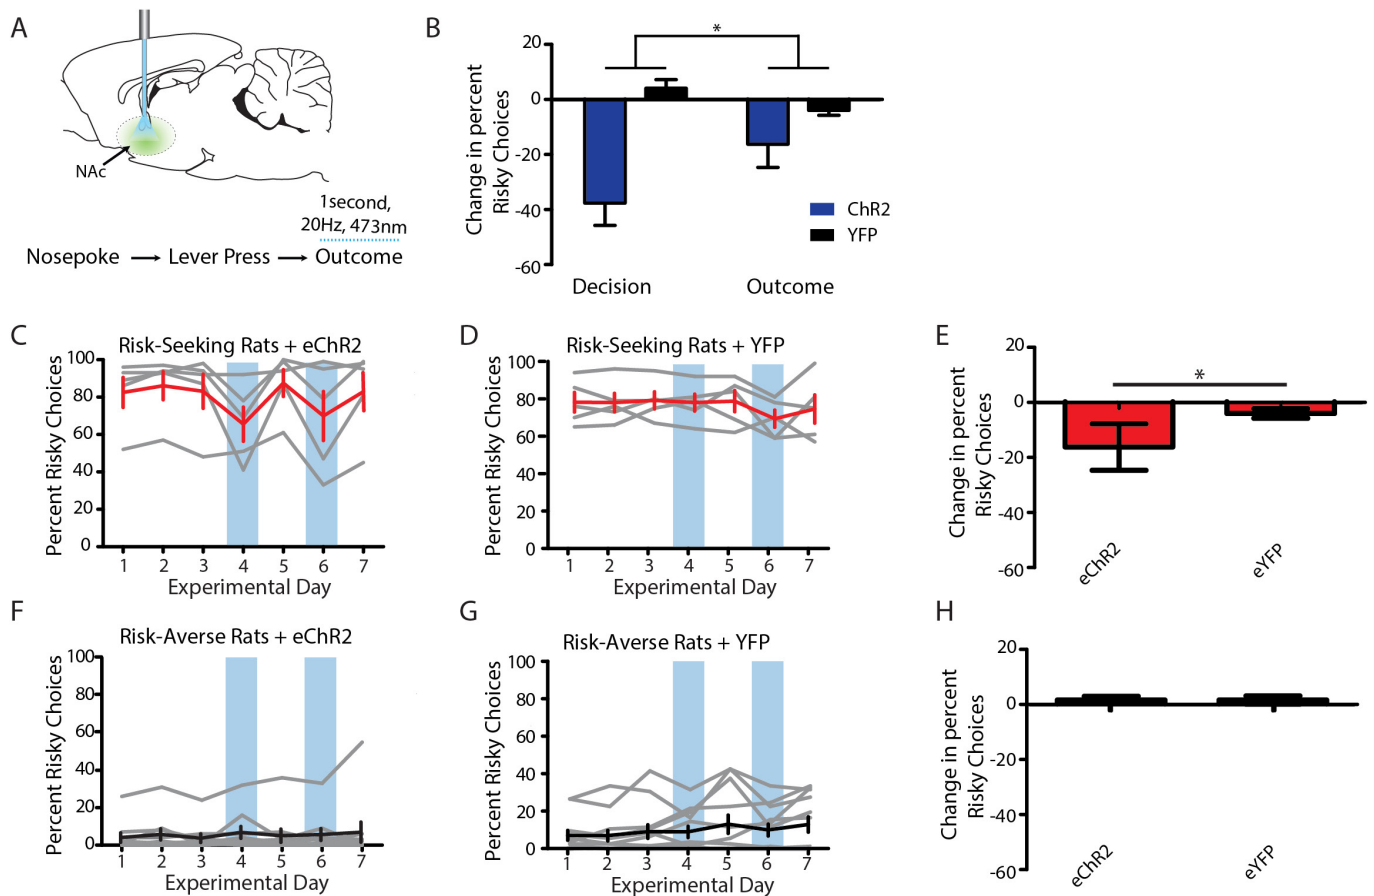 A
NAc
1second,
20Hz, 473nm
Nosepoke → Lever Press → Outcome
B
Change in percent
Risky Choices
20
0
-20
-40
-60
*
ChR2
YFP
Decision
Outcome
C
Risk-Seeking Rats + eChR2
Percent Risky Choices
100
80
60
40
20
0
1 2 3 4 5 6 7
Experimental Day
D
Risk-Seeking Rats + YFP
Percent Risky Choices
100
80
60
40
20
0
1 2 3 4 5 6 7
Experimental Day
E
Change in percent
Risky Choices
20
0
-20
-40
-60
*
eChR2
eYFP
F
Risk-Averse Rats + eChR2
Percent Risky Choices
100
80
60
40
20
0
1 2 3 4 5 6 7
Experimental Day
G
Risk-Averse Rats + YFP
Percent Risky Choices
100
80
60
40
20
0
1 2 3 4 5 6 7
Experimental Day
H
Change in percent
Risky Choices
20
0
-20
-40
-60
eChR2
eYFP